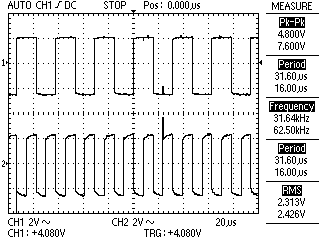 AUTO CH1 ∫ DC STOP Pos: 0.000µs MEASURE
Pk-Pk
4.800V
7.600V
Period
31.60µs
16.00µs
Frequency
31.64kHz
62.50kHz
Period
31.60µs
16.00µs
RMS
2.313V
2.426V
1
2
CH1 2V ~ CH2 2V ~ 20µs
CH1: +4.080V TRG: +4.080V